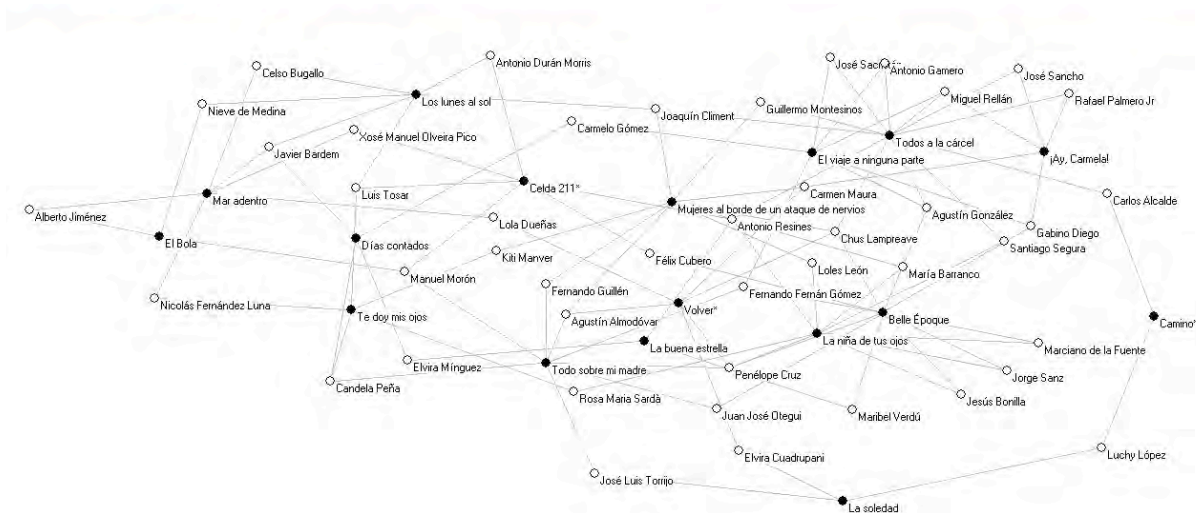 José
Antonio Gamero
Antonio Durán Morris
José Sancho
Celso Bugallo
Miguel Rellán
Rafael Palmero Jr
Los lunes al sol
Nieve de Medina
Joaquín Climent
Guillermo Montesinos
Carmelo Gómez
Xosé Manuel Olveira Pico
Todos a la cárcel
Javier Bardem
El viaje a ninguna parte
¡Ay, Carmela!
Celda 211*
Luis Tosar
Carmen Maura
Mar adentro
Carlos Alcalde
Mujeres al borde de un ataque de nervios
Alberto Jiménez
Agustín González
Lola Dueñas
Antonio Resines
Gabino Diego
Chus Lampreave
El Bola
Días contados
Santiago Segura
Kiti Manver
Félix Cubero
Loles León
María Barranco
Manuel Morón
Fernando Guillén
Fernando Fernán Gómez
Nicolás Fernández Luna
Volver*
Te doy mis ojos
Agustín Almodóvar
Belle Époque
Camino*
La niña de tus ojos
La buena estrella
Marciano de la Fuente
Elvira Mínguez
Todo sobre mi madre
Penélope Cruz
Jorge Sanz
Candela Peña
Rosa Maria Sardà
Jesús Bonilla
Juan José Otegui
Maribel Verdú
Elvira Cuadrupani
Luchy López
José Luis Torrijo
La soledad